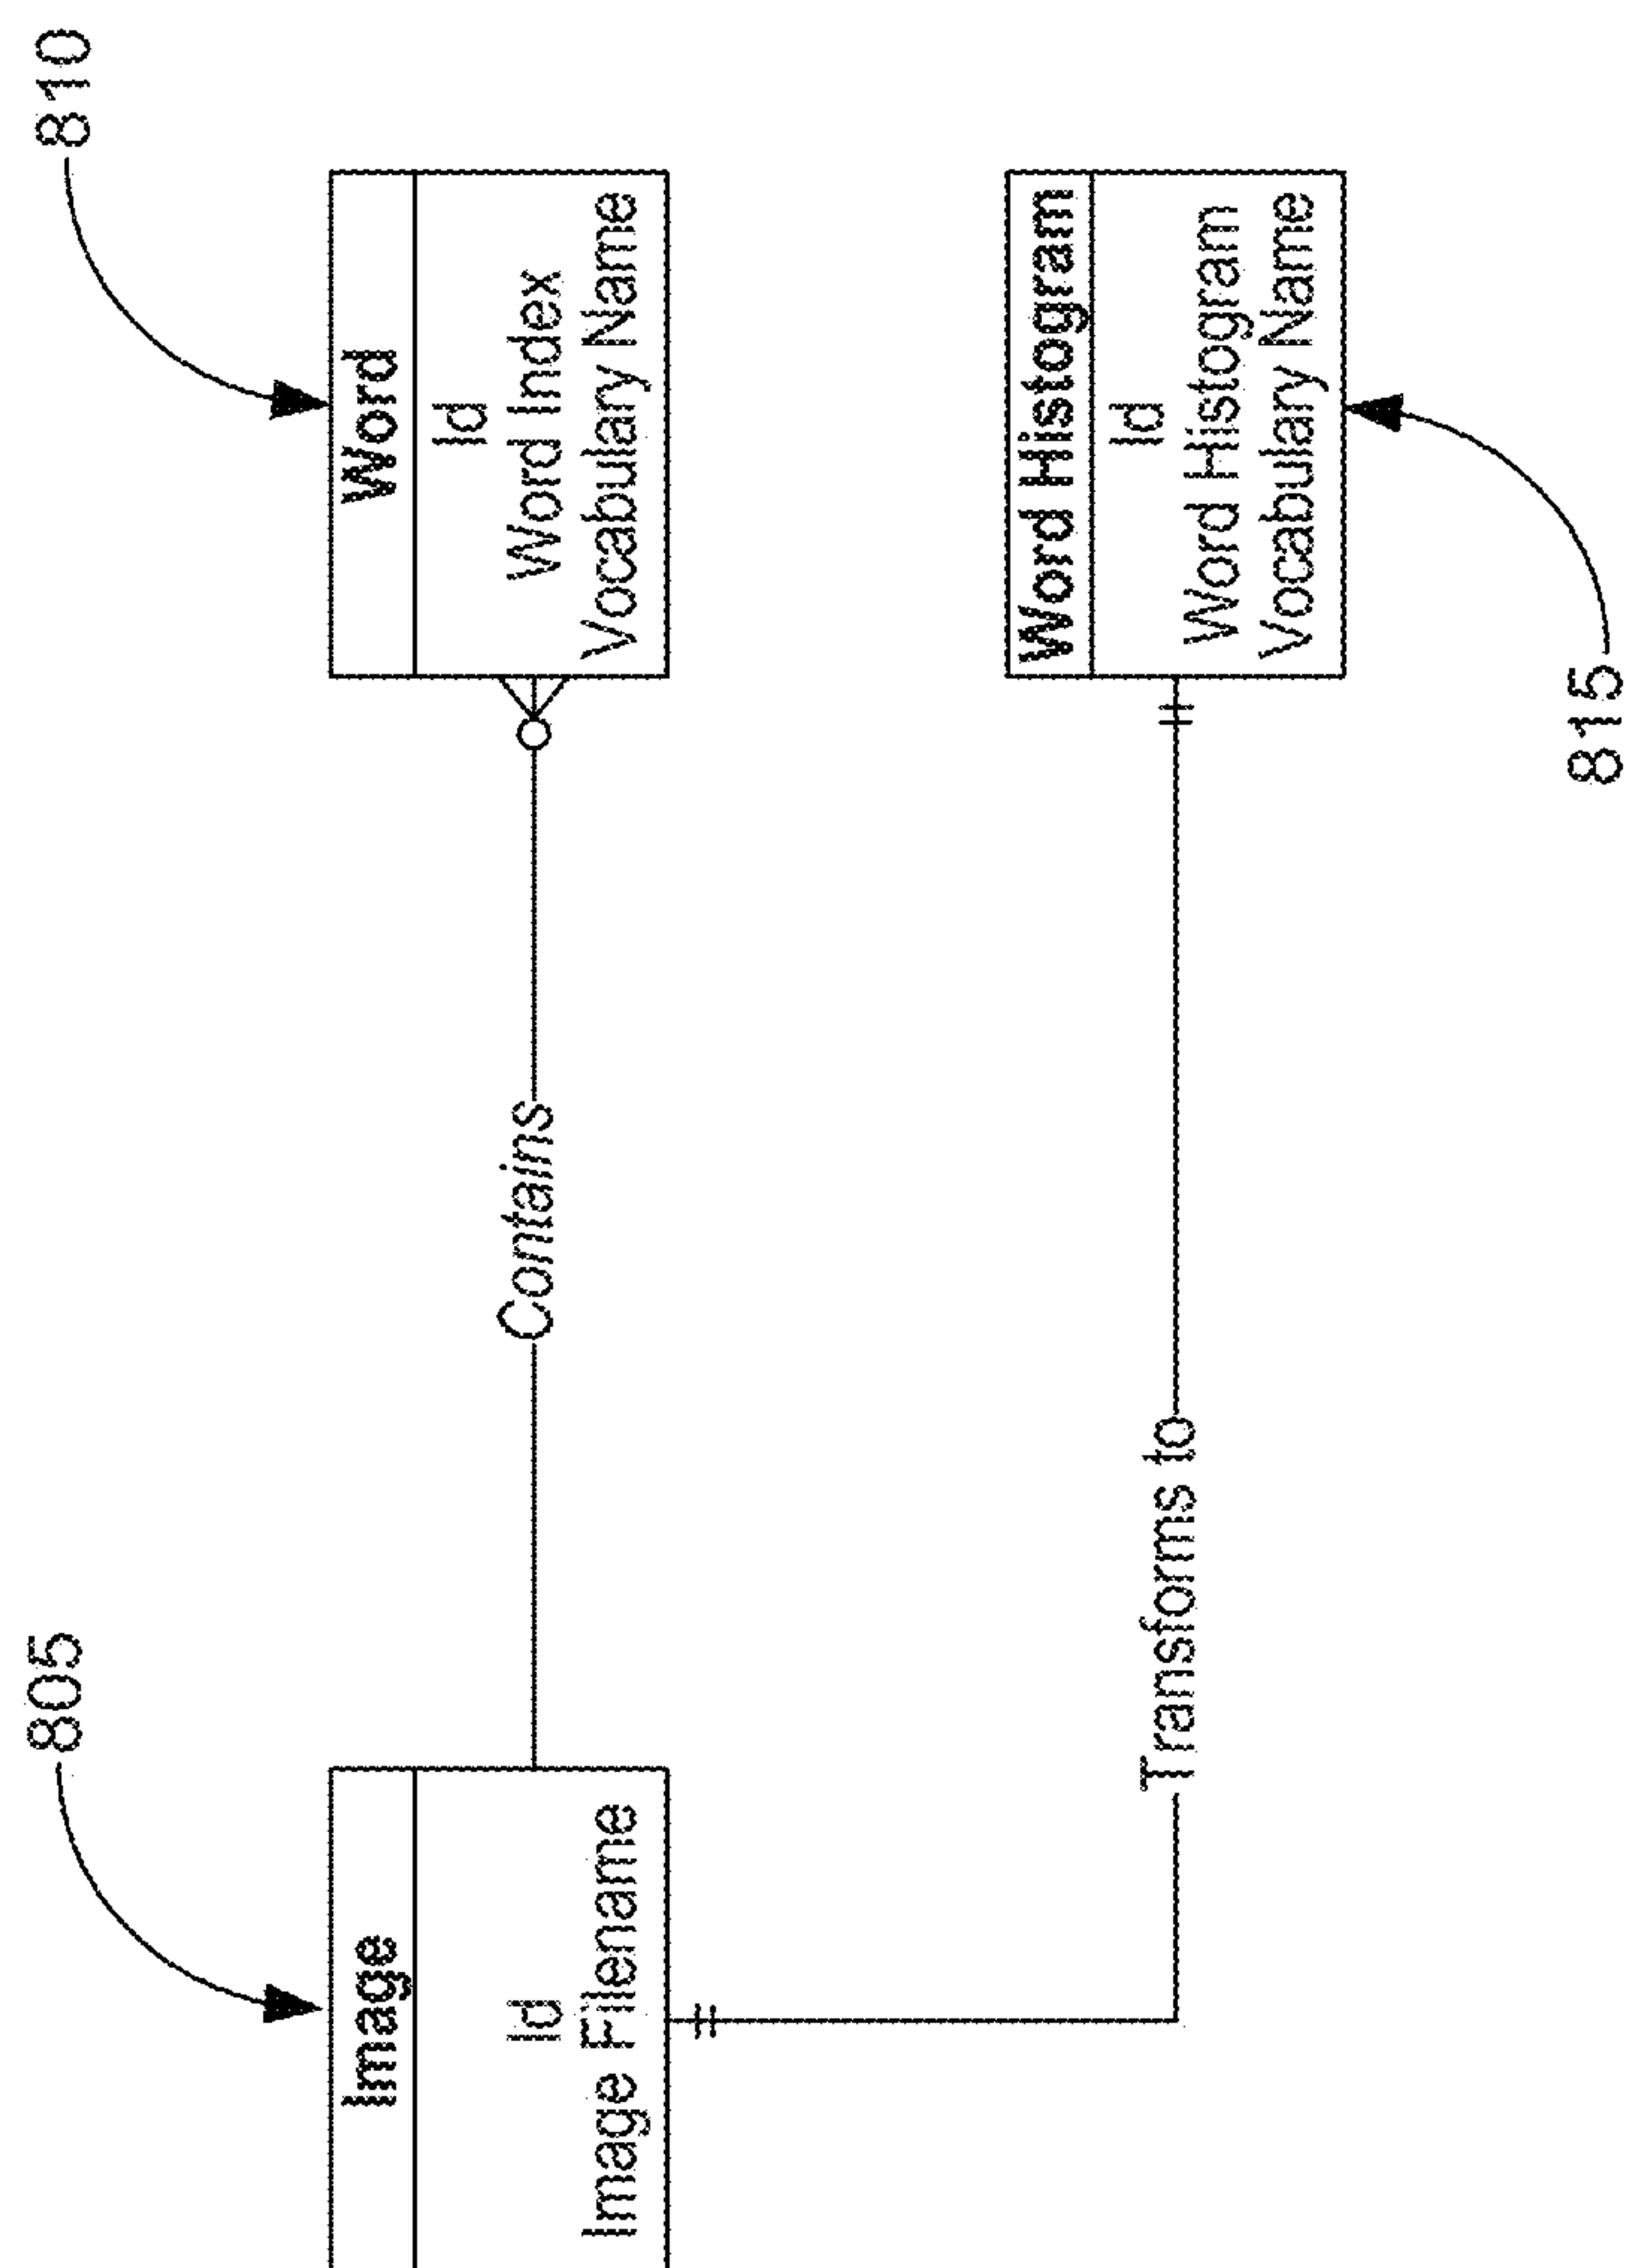 805
810
Image
Id
Image Filename
Contains
Word
Id
Word Index
Vocabulary Name
Transforms to
Word Histogram
Id
Word Histogram
Vocabulary Name
815